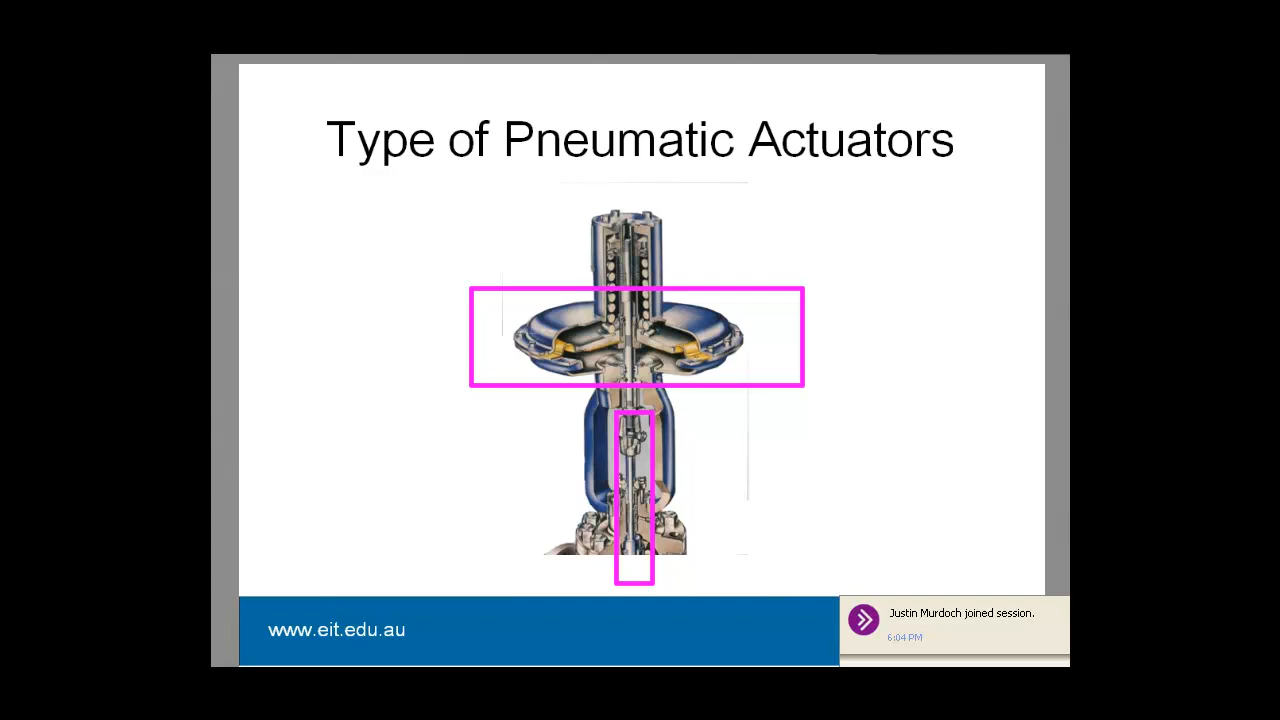 Type of Pneumatic Actuators
www.eit.edu.au
Justin Murdoch joined session.
6:04 PM